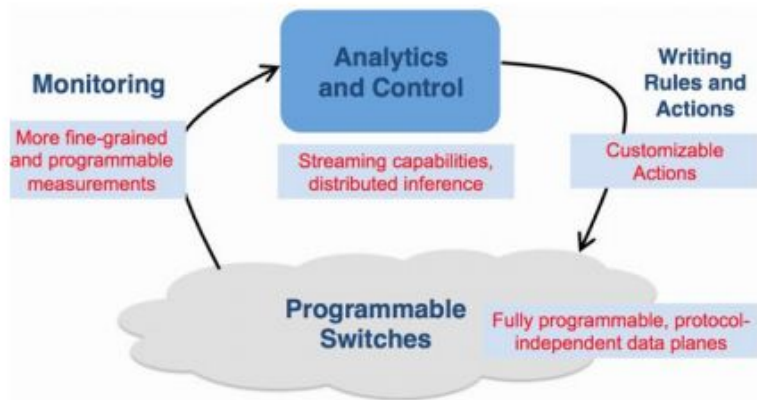 Analytics
and Control
Monitoring
Writing
Rules and
Actions
More fine-grained
and programmable
measurements
Streaming capabilities,
distributed inference
Customizable
Actions
Programmable
Switches
Fully programmable, protocol-
independent data planes